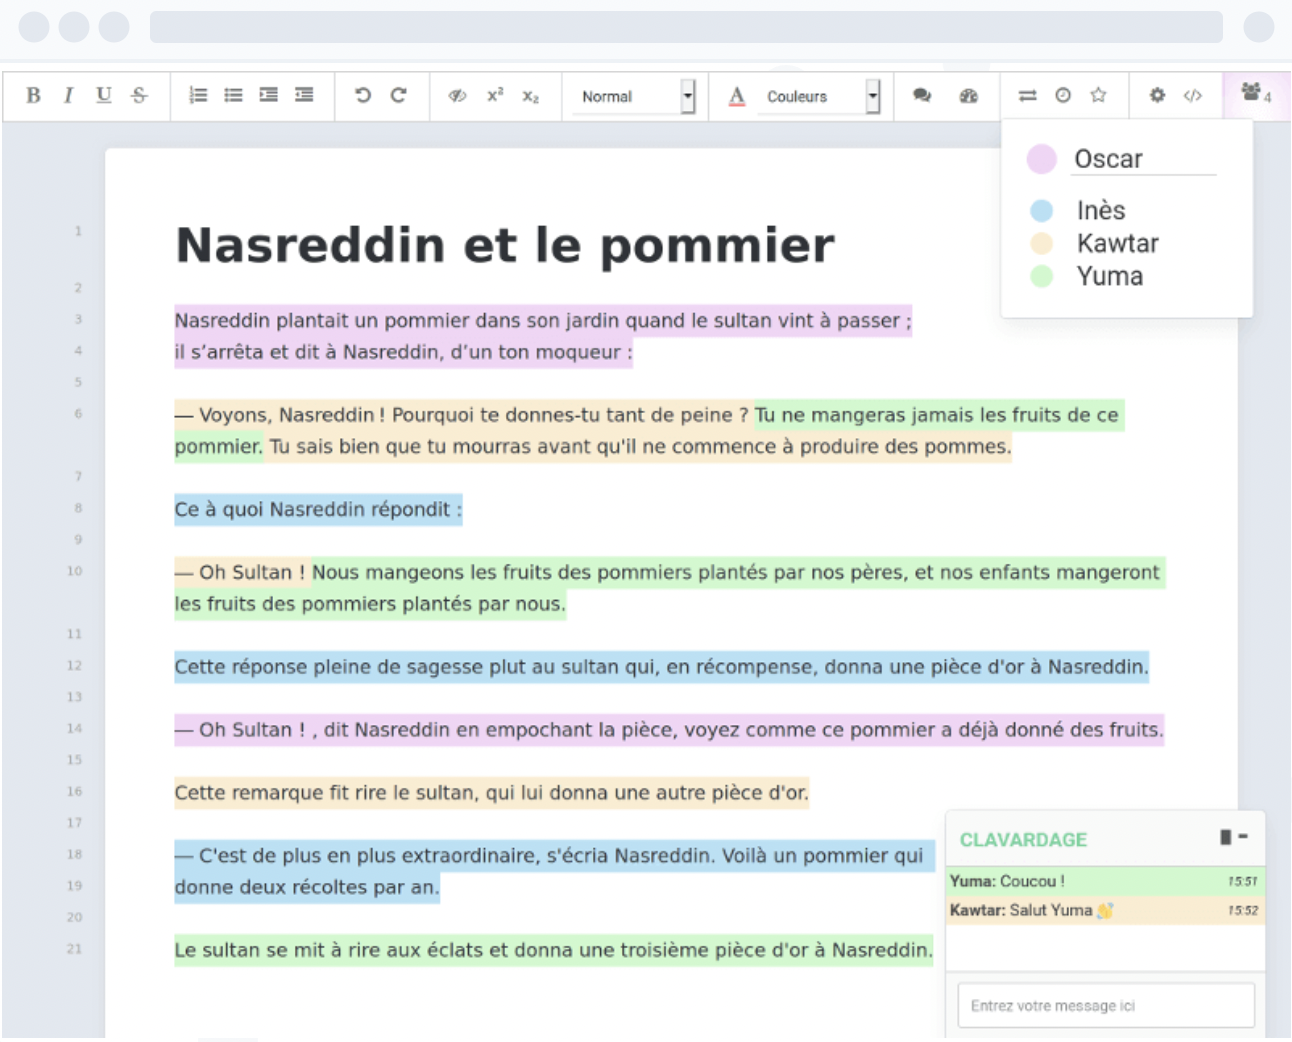 B I U S x² x₂ Normal A Couleurs 4
Oscar
Inès
Kawtar
Yuma
1 Nasreddin et le pommier
2
3 Nasreddin plantait un pommier dans son jardin quand le sultan vint à passer ;
4 il s’arrêta et dit à Nasreddin, d’un ton moqueur :
5
6 — Voyons, Nasreddin ! Pourquoi te donnes-tu tant de peine ? Tu ne mangeras jamais les fruits de ce
pommier. Tu sais bien que tu mourras avant qu'il ne commence à produire des pommes.
7
8 Ce à quoi Nasreddin répondit :
9
10 — Oh Sultan ! Nous mangeons les fruits des pommiers plantés par nos pères, et nos enfants mangeront
les fruits des pommiers plantés par nous.
11
12 Cette réponse pleine de sagesse plut au sultan qui, en récompense, donna une pièce d'or à Nasreddin.
13
14 — Oh Sultan ! , dit Nasreddin en empochant la pièce, voyez comme ce pommier a déjà donné des fruits.
15
16 Cette remarque fit rire le sultan, qui lui donna une autre pièce d'or.
17
18 — C'est de plus en plus extraordinaire, s'écria Nasreddin. Voilà un pommier qui
19 donne deux récoltes par an.
20
21 Le sultan se mit à rire aux éclats et donna une troisième pièce d'or à Nasreddin.
CLAVARDAGE
Yuma: Coucou ! 15:51
Kawtar: Salut Yuma 👋 15:52
Entrez votre message ici